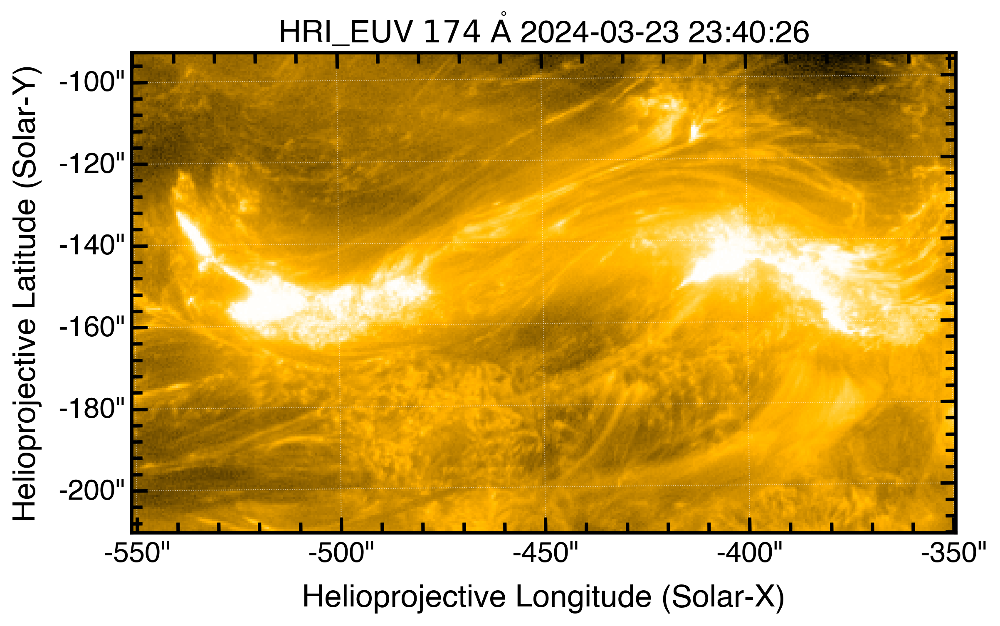 HRI_EUV 174 Å 2024-03-23 23:40:26
Helioprojective Latitude (Solar-Y)
-100"
-120"
-140"
-160"
-180"
-200"
-550" -500" -450" -400" -350"
Helioprojective Longitude (Solar-X)